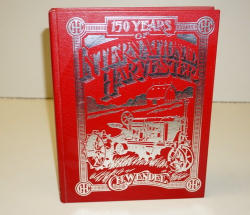 150 YEARS
OF
INTERNATIONAL
HARVESTER
C.H. WENDEL